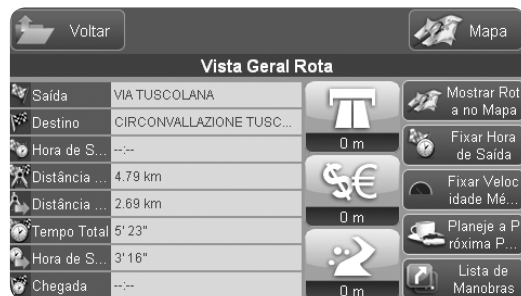 Voltar
Mapa
Vista Geral Rota
Saída VIA TUSCOLANA
Destino CIRCONVALLAZIONE TUSC...
Hora de S... --:--
Distância ... 4.79 km
Distância ... 2.69 km
Tempo Total 5' 23"
Hora de S... 3' 16"
Chegada --:--
0 m
$€
0 m
0 m
Mostrar Rot
a no Mapa
Fixar Hora
de Saída
Fixar Veloc
idade Mé...
Planeje a P
róxima P...
Lista de
Manobras